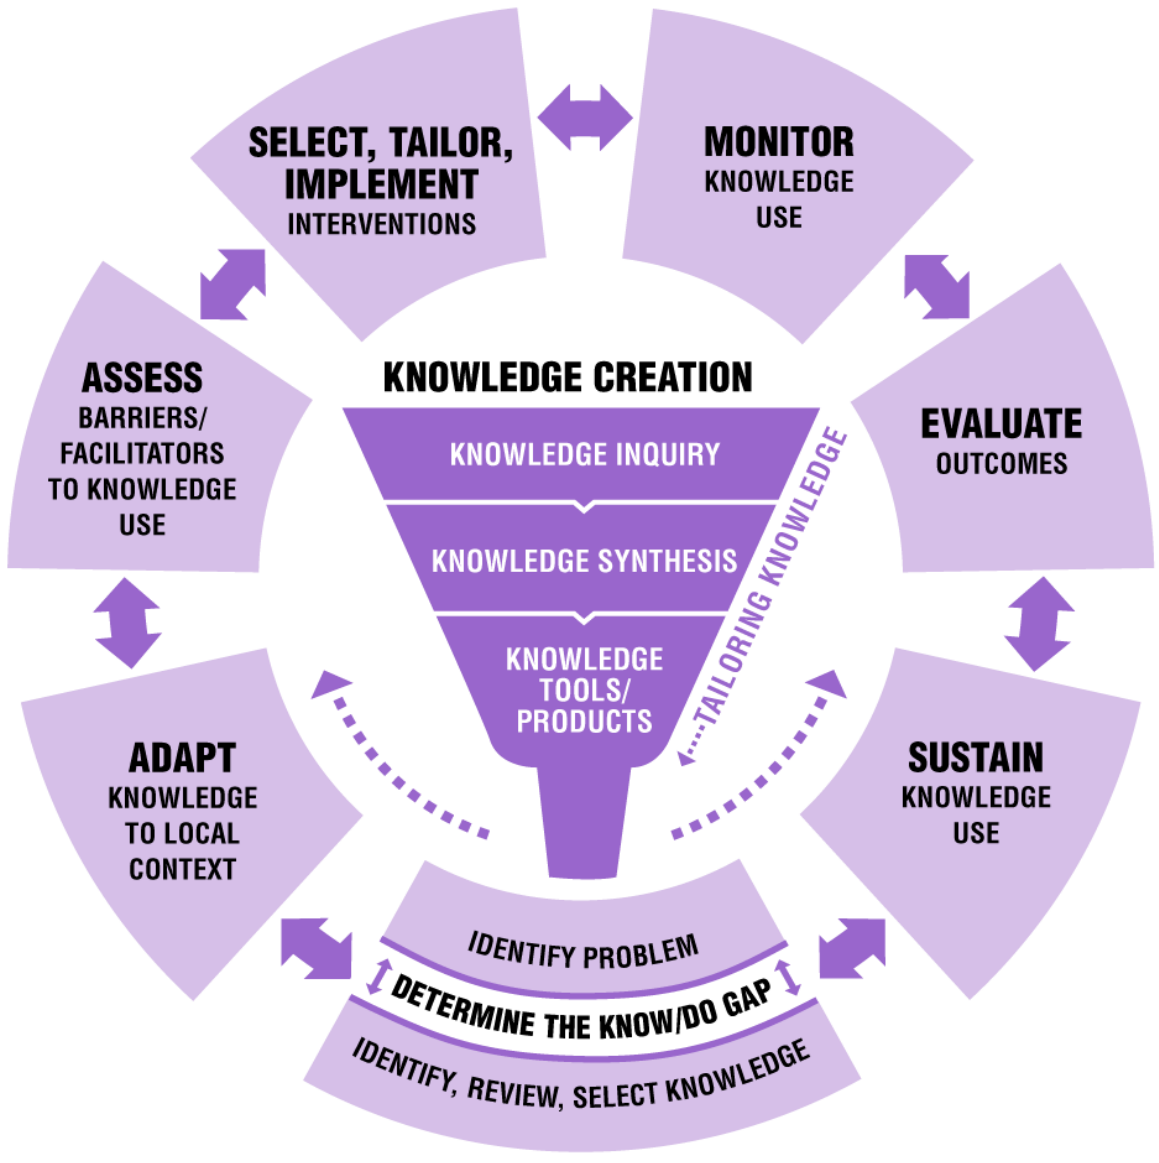 SELECT, TAILOR,
IMPLEMENT
INTERVENTIONS
MONITOR
KNOWLEDGE
USE
ASSESS
BARRIERS/
FACILITATORS
TO KNOWLEDGE
USE
KNOWLEDGE CREATION
KNOWLEDGE INQUIRY
KNOWLEDGE SYNTHESIS
KNOWLEDGE
TOOLS/
PRODUCTS
TAILORING KNOWLEDGE
EVALUATE
OUTCOMES
ADAPT
KNOWLEDGE
TO LOCAL
CONTEXT
SUSTAIN
KNOWLEDGE
USE
IDENTIFY PROBLEM
DETERMINE THE KNOW/DO GAP
IDENTIFY, REVIEW, SELECT KNOWLEDGE